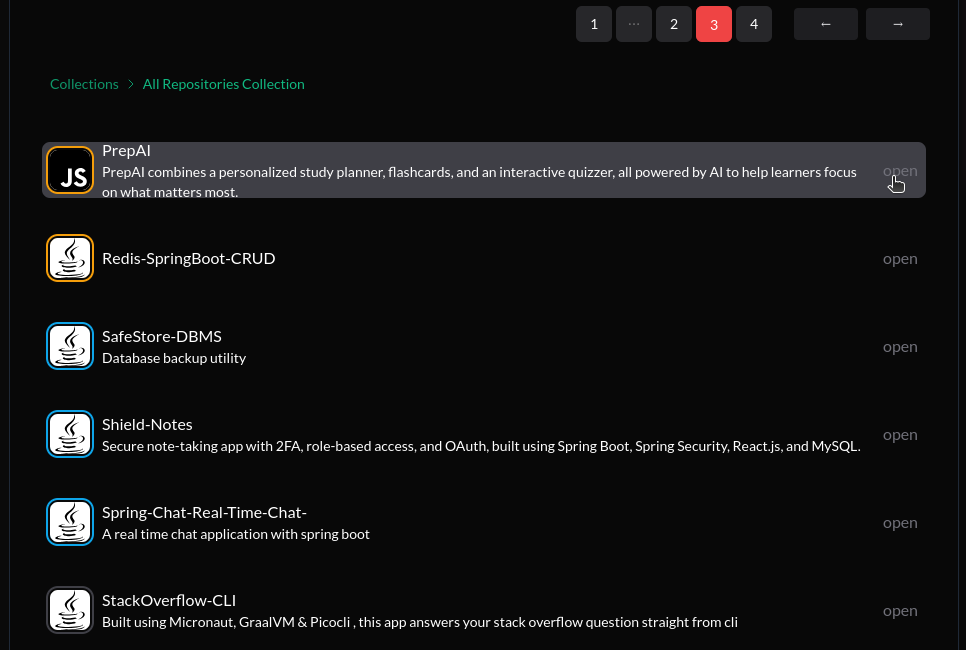 1 ... 2 3 4 ← →
Collections > All Repositories Collection
PrepAI
PrepAI combines a personalized study planner, flashcards, and an interactive quizzer, all powered by AI to help learners focus
on what matters most.
open
JS
Redis-SpringBoot-CRUD
open
SafeStore-DBMS
Database backup utility
open
Shield-Notes
Secure note-taking app with 2FA, role-based access, and OAuth, built using Spring Boot, Spring Security, React.js, and MySQL.
open
Spring-Chat-Real-Time-Chat-
A real time chat application with spring boot
open
StackOverflow-CLI
Built using Micronaut, GraalVM & Picocli , this app answers your stack overflow question straight from cli
open